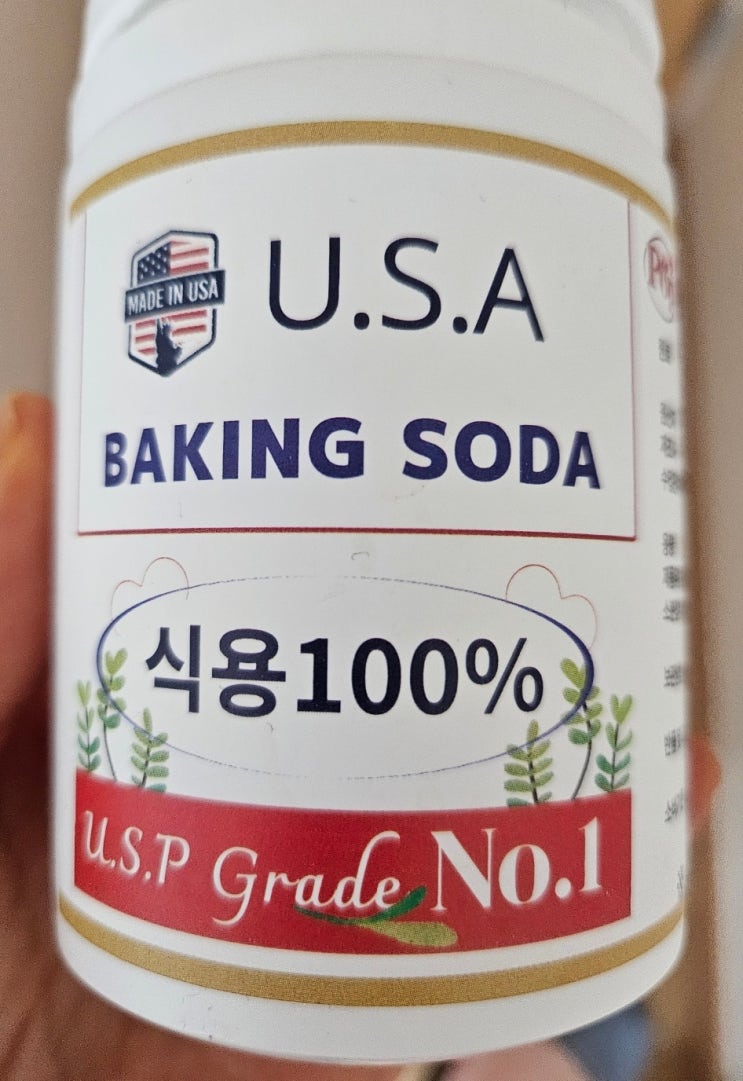 MADE IN USA
U.S.A
BAKING SODA
식용100%
U.S.P Grade No.1